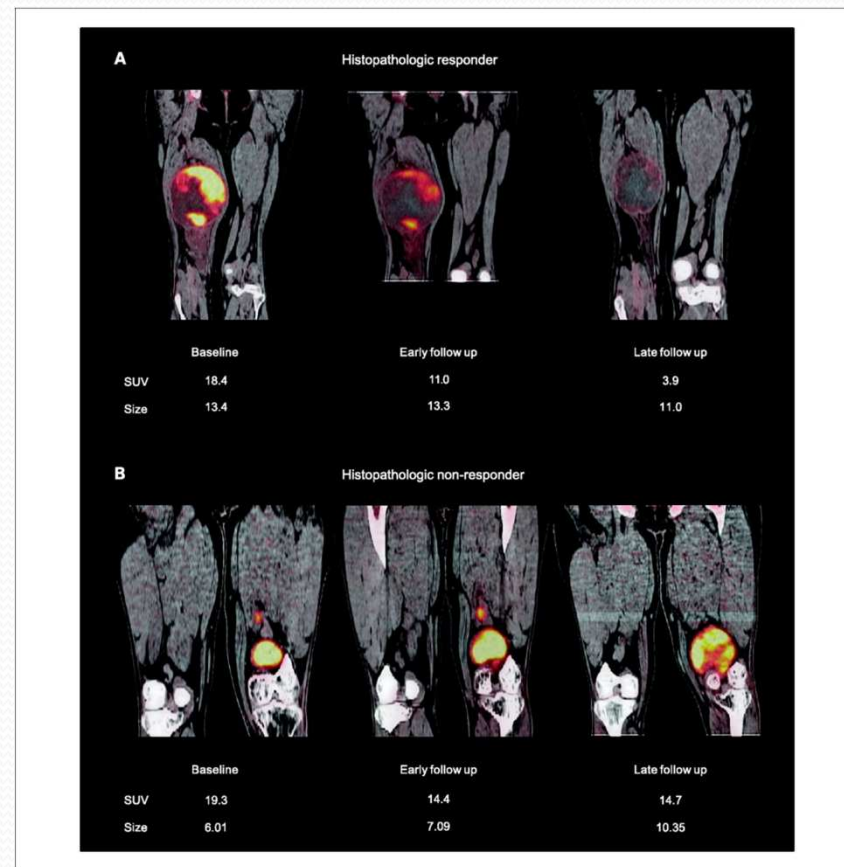 A Histopathologic responder
Baseline Early follow up Late follow up
SUV 18.4 11.0 3.9
Size 13.4 13.3 11.0
B Histopathologic non-responder
Baseline Early follow up Late follow up
SUV 19.3 14.4 14.7
Size 6.01 7.09 10.35